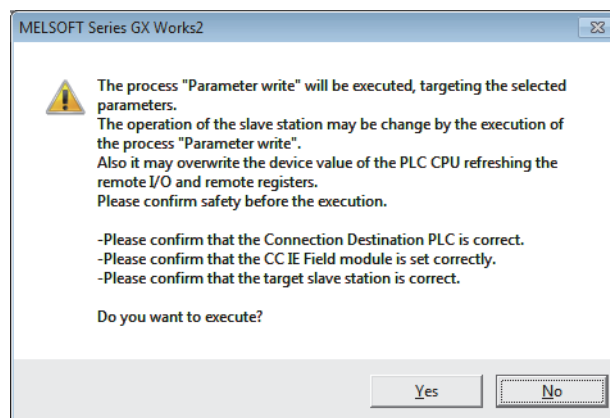 MELSOFT Series GX Works2
The process "Parameter write" will be executed, targeting the selected
parameters.
The operation of the slave station may be change by the execution of
the process "Parameter write".
Also it may overwrite the device value of the PLC CPU refreshing the
remote I/O and remote registers.
Please confirm safety before the execution.
-Please confirm that the Connection Destination PLC is correct.
-Please confirm that the CC IE Field module is set correctly.
-Please confirm that the target slave station is correct.
Do you want to execute?
Yes
No